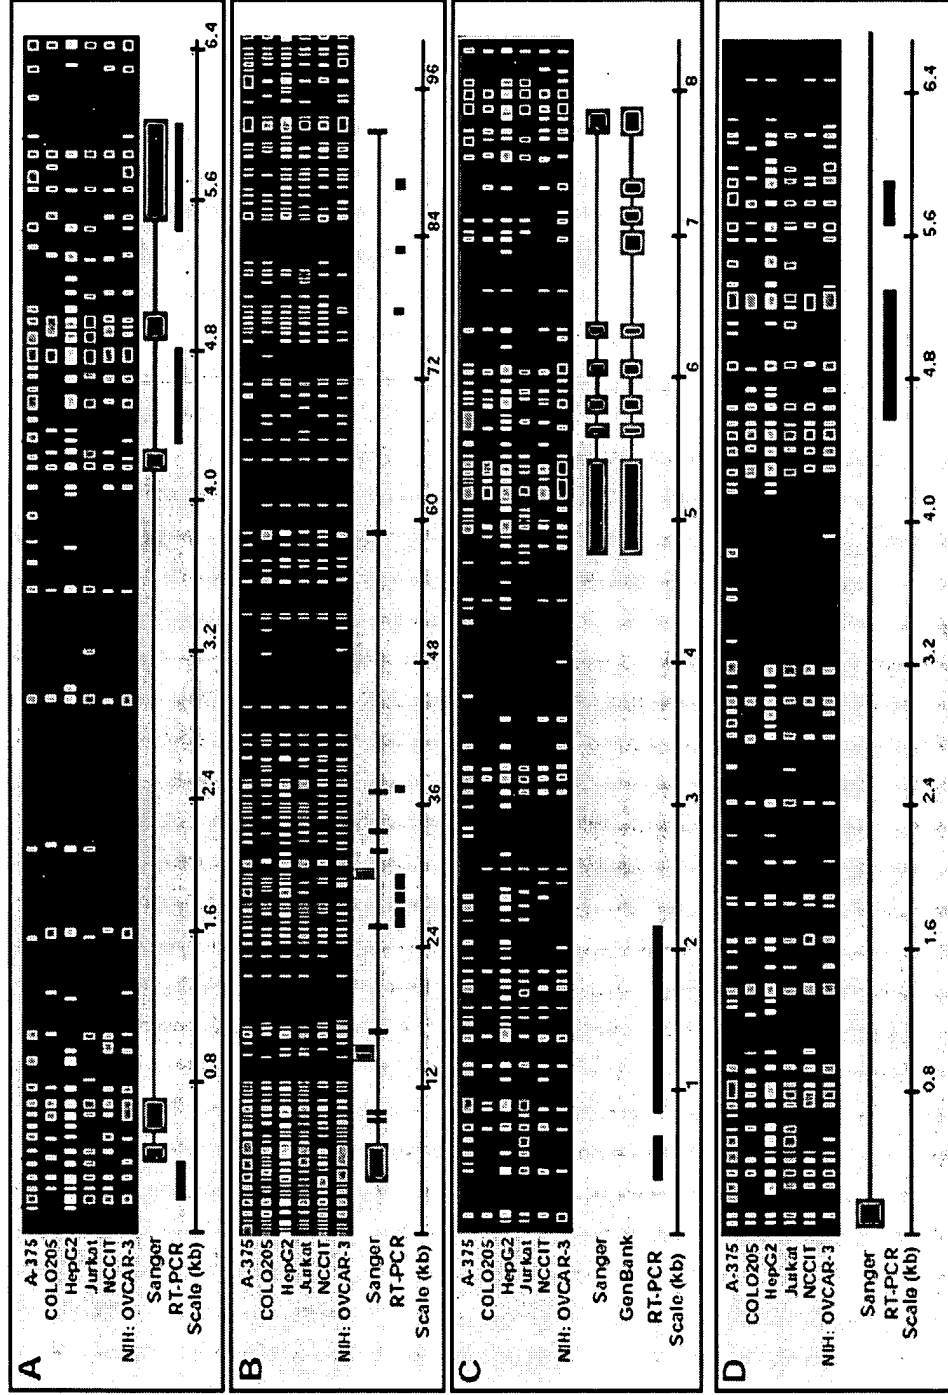 A
A-375
COLO205
HepG2
Jurkat
NCCIT
NIH: OVCAR-3
Sanger
RT-PCR
Scale (kb)
0.8 1.6 2.4 3.2 4.0 4.8 5.6 6.4
B
A-375
COLO205
HepG2
Jurkat
NCCIT
NIH: OVCAR-3
Sanger
RT-PCR
Scale (kb)
12 24 36 48 60 72 84 96
C
A-375
COLO205
HepG2
Jurkat
NCCIT
NIH: OVCAR-3
Sanger
GenBank
RT-PCR
Scale (kb)
1 2 3 4 5 6 7 8
D
A-375
COLO205
HepG2
Jurkat
NCCIT
NIH: OVCAR-3
Sanger
RT-PCR
Scale (kb)
0.8 1.6 2.4 3.2 4.0 4.8 5.6 6.4